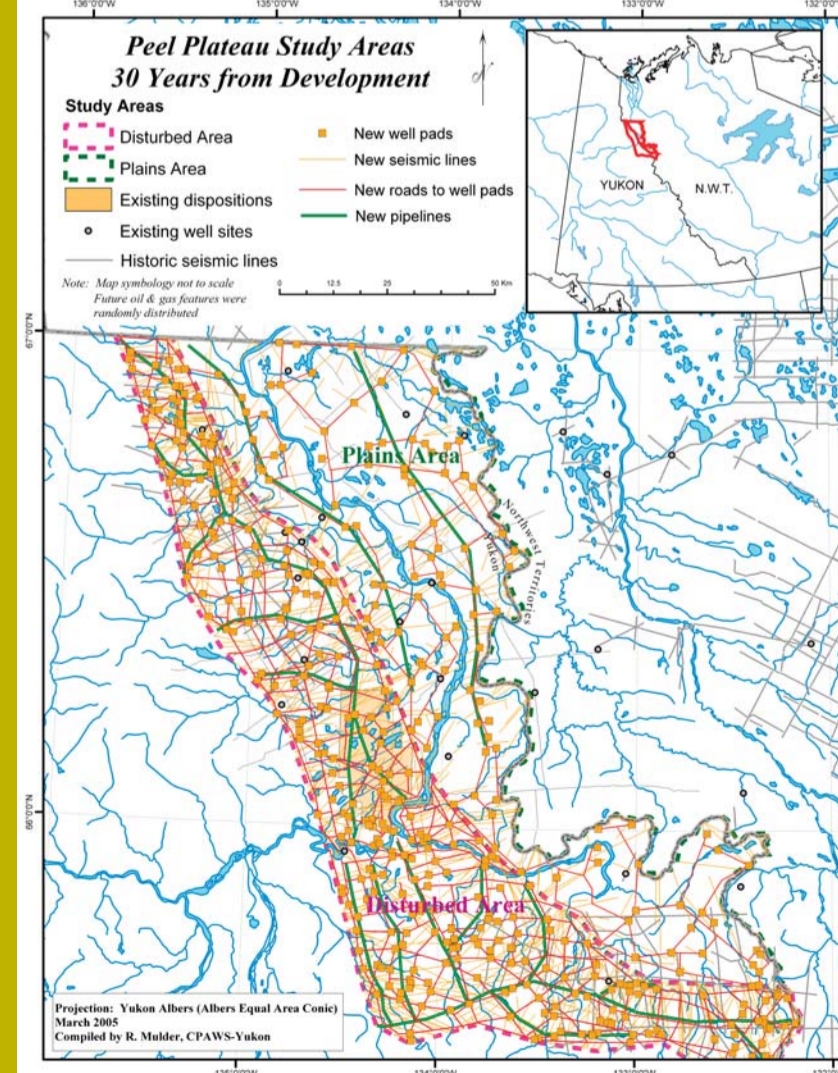 136°0'0"W 135°0'0"W 134°0'0"W 133°0'0"W 132°0'0"W
Peel Plateau Study Areas
30 Years from Development
N
Study Areas
Disturbed Area
Plains Area
Existing dispositions
Existing well sites
Historic seismic lines
New well pads
New seismic lines
New roads to well pads
New pipelines
Note: Map symbology not to scale
Future oil & gas features were
randomly distributed
0 12.5 25 50 Km
YUKON
N.W.T.
67°0'0"N
Plains Area
Northwest Territories
Yukon
66°0'0"N
Disturbed Area
Projection: Yukon Albers (Albers Equal Area Conic)
March 2005
Compiled by R. Mulder, CPAWS-Yukon